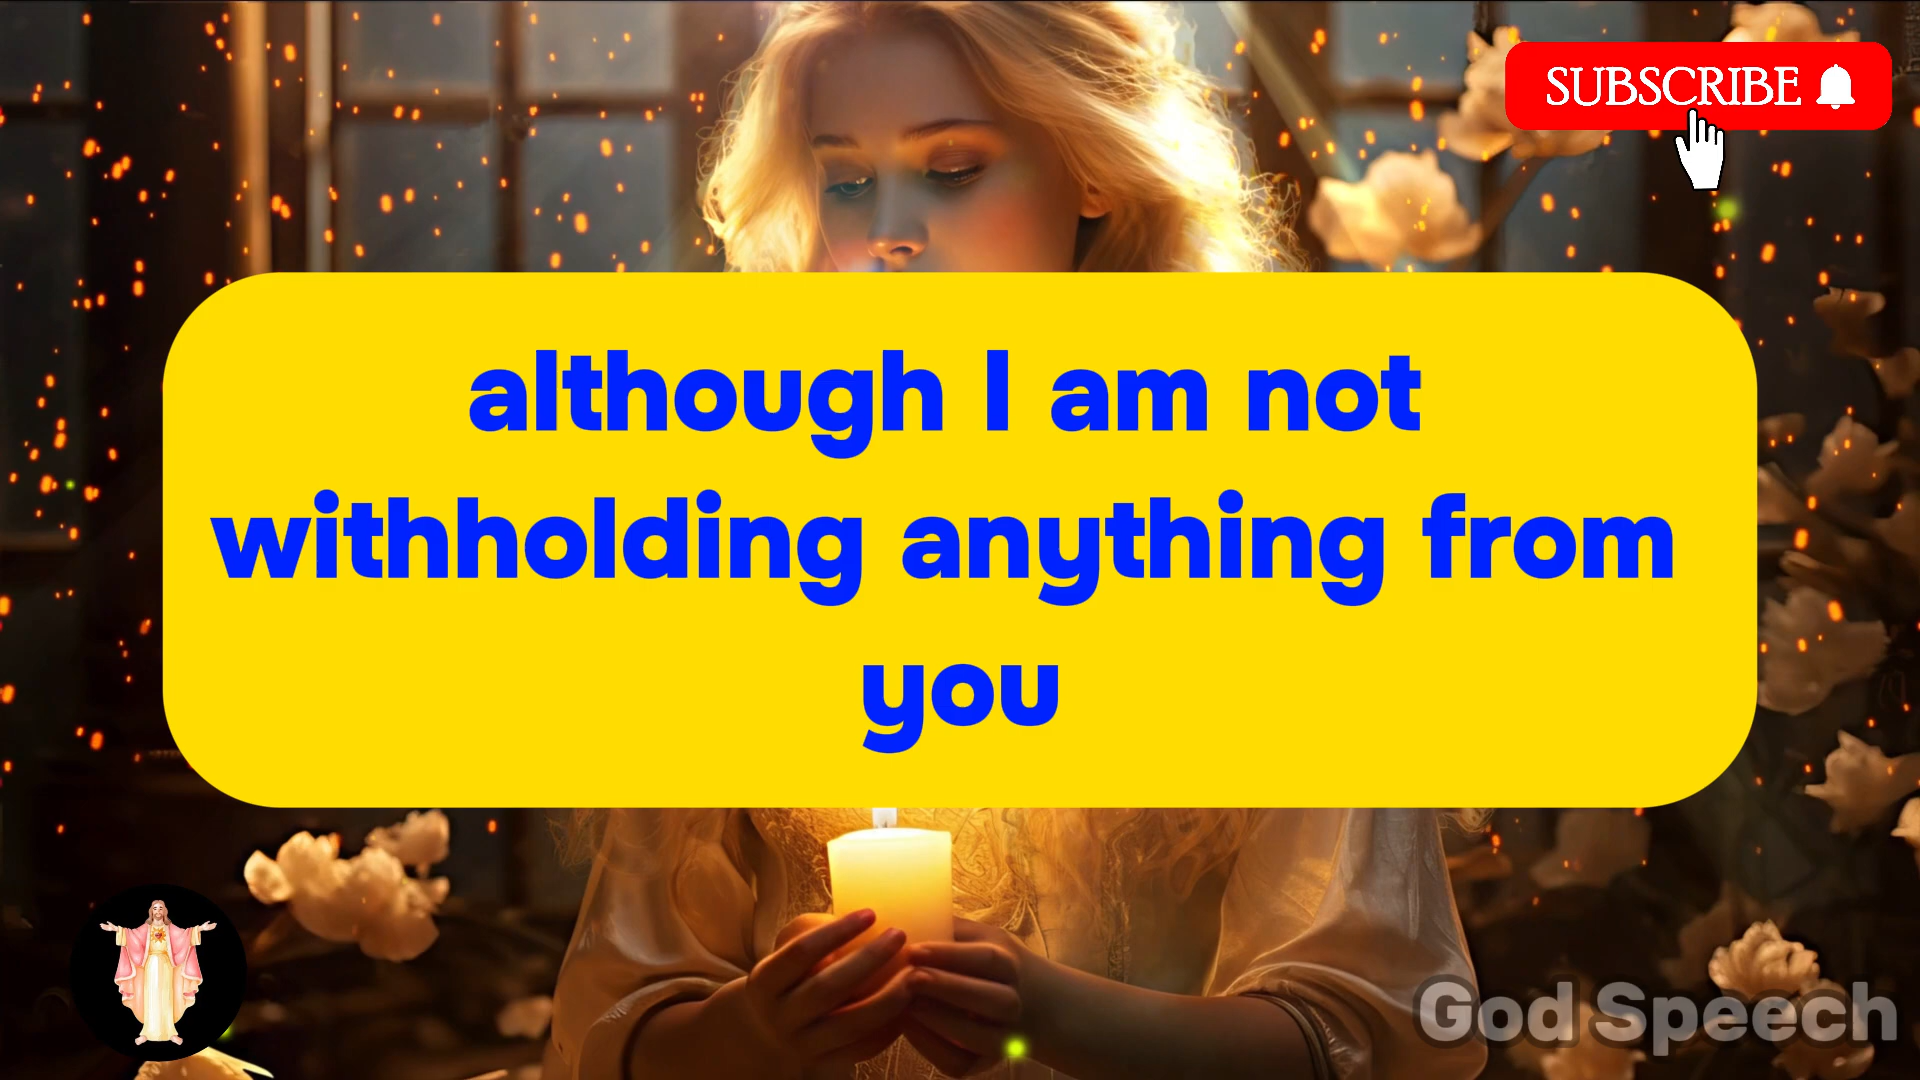 SUBSCRIBE
although I am not
withholding anything from
you
God Speech